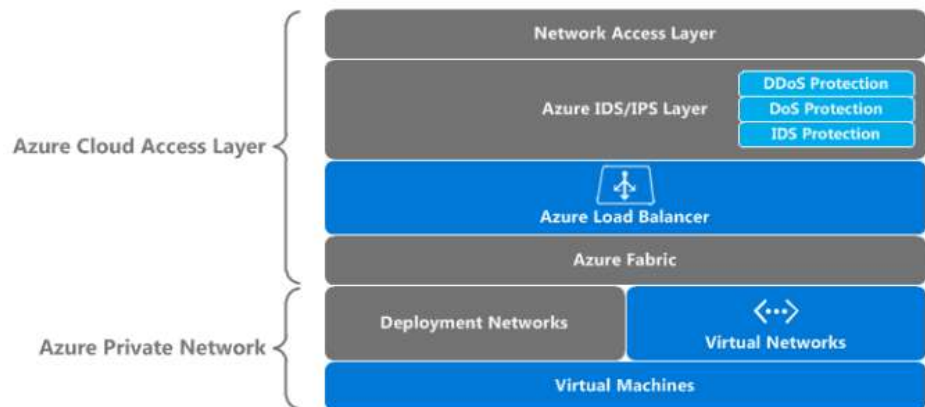 Network Access Layer
DDoS Protection
Azure IDS/IPS Layer
DoS Protection
IDS Protection
Azure Cloud Access Layer
Azure Load Balancer
Azure Fabric
Deployment Networks
Virtual Networks
Azure Private Network
Virtual Machines